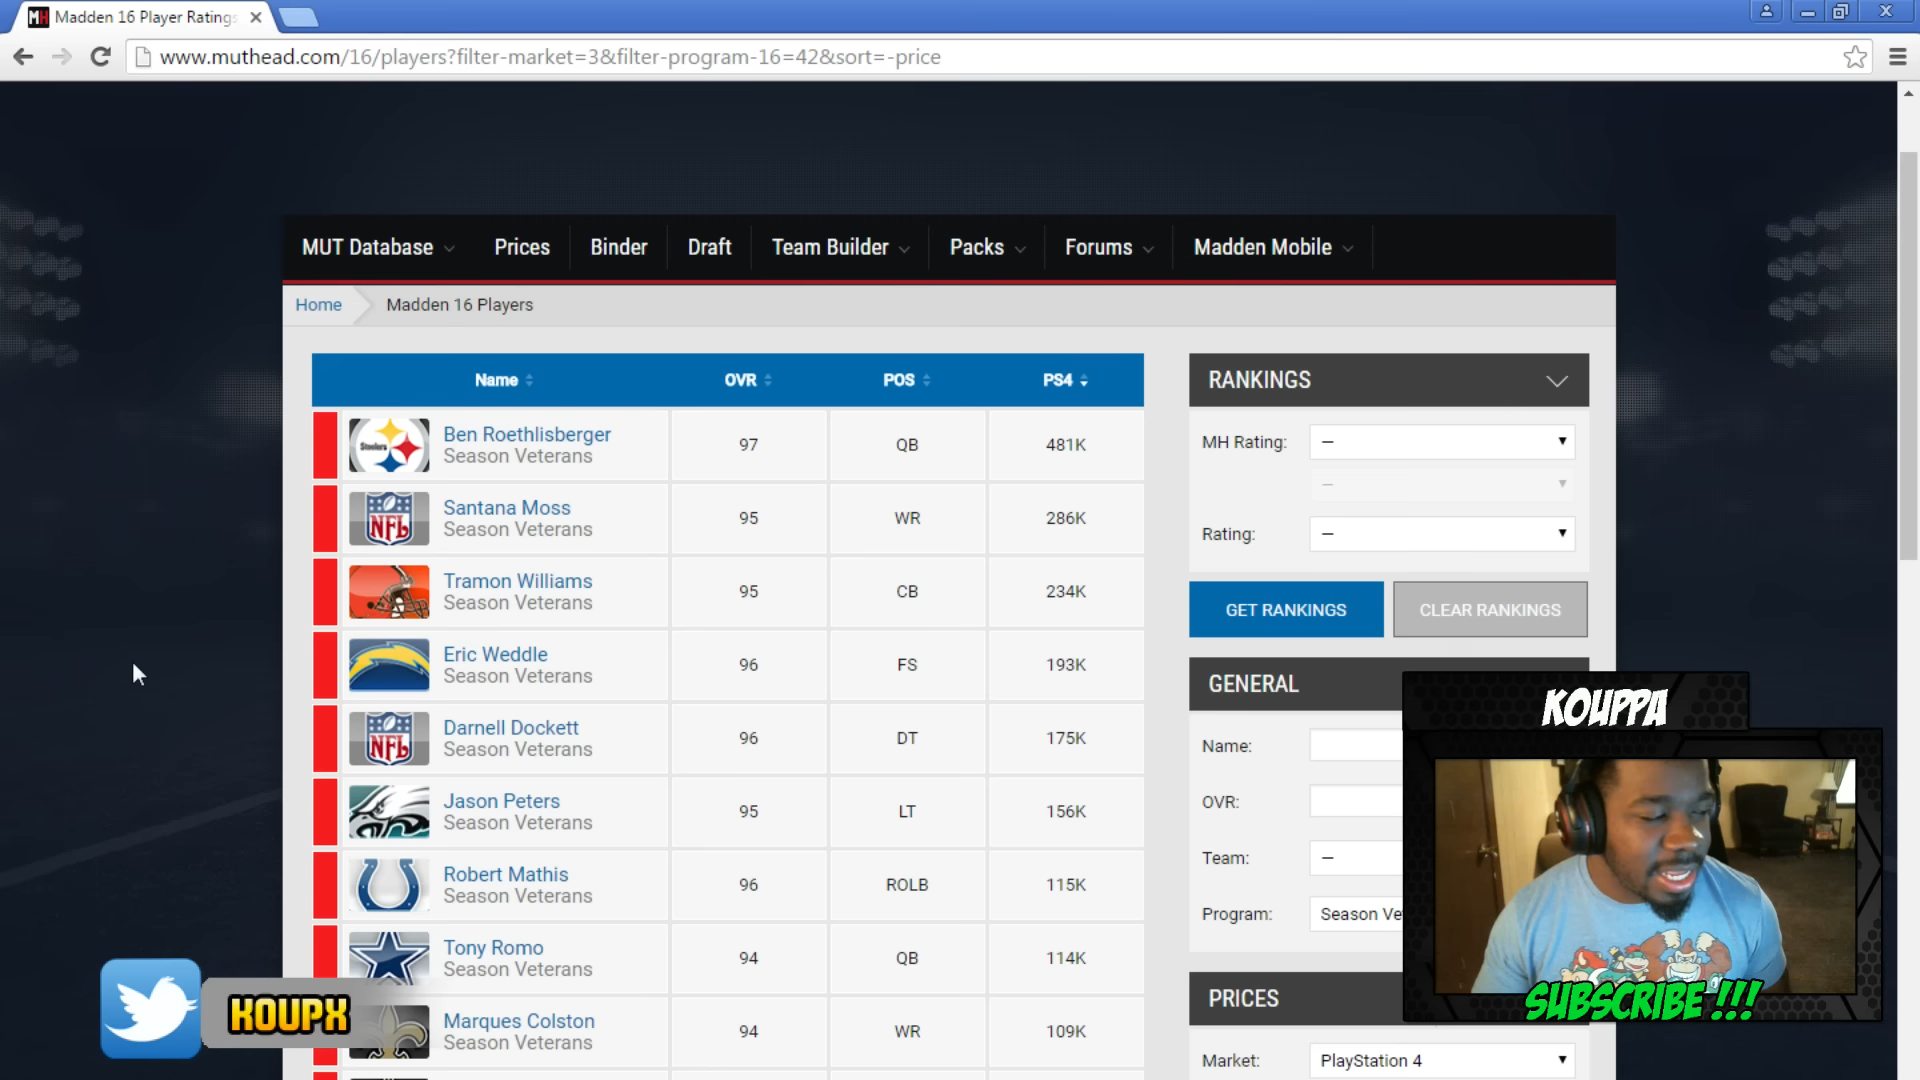 Madden 16 Player Ratings
www.muthead.com/16/players?filter-market=3&filter-program-16=42&sort=-price
MUT Database Prices Binder Draft Team Builder Packs Forums Madden Mobile
Home Madden 16 Players
Name OVR POS PS4
Steelers Ben Roethlisberger 97 QB 481K
Season Veterans
NFL Santana Moss 95 WR 286K
Season Veterans
Tramon Williams 95 CB 234K
Season Veterans
Eric Weddle 96 FS 193K
Season Veterans
NFL Darnell Dockett 96 DT 175K
Season Veterans
Jason Peters 95 LT 156K
Season Veterans
Robert Mathis 96 ROLB 115K
Season Veterans
Tony Romo 94 QB 114K
Season Veterans
Marques Colston 94 WR 109K
Season Veterans
RANKINGS
MH Rating: –
–
Rating: –
GET RANKINGS CLEAR RANKINGS
GENERAL
Name:
OVR:
Team: –
Program: Season Ve
PRICES
Market: PlayStation 4
KOUPPA
SUBSCRIBE !!!
KOUPX